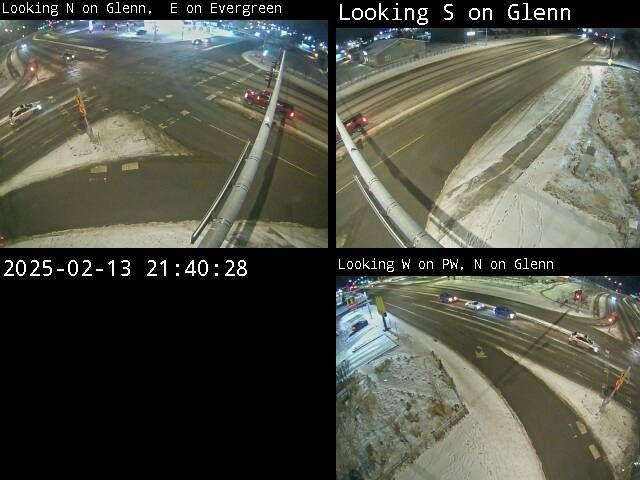 Looking N on Glenn, E on Evergreen
Looking S on Glenn
2025-02-13 21:40:28
Looking W on PW, N on Glenn